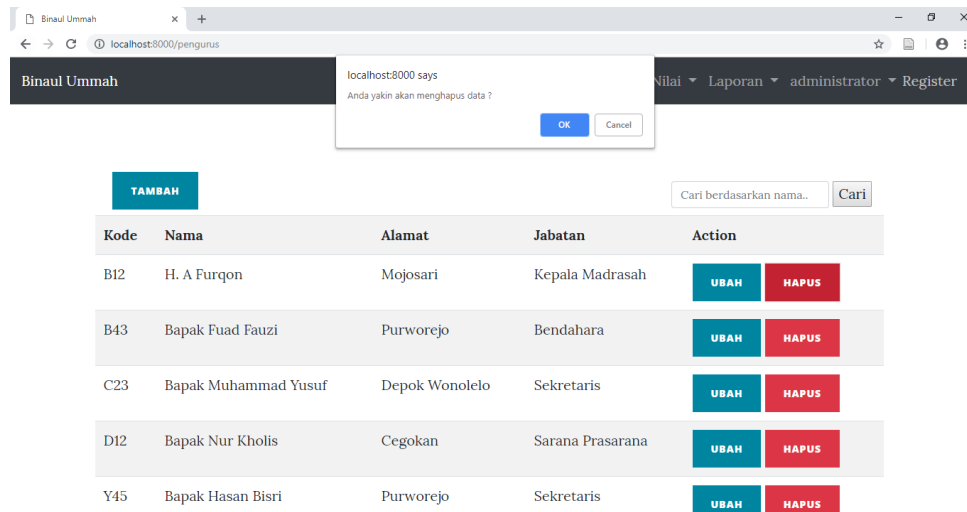 Binaul Ummah
localhost:8000/pengurus
Binaul Ummah
Nilai Laporan administrator Register
localhost:8000 says
Anda yakin akan menghapus data ?
OK Cancel
TAMBAH
Cari berdasarkan nama.. Cari
Kode Nama Alamat Jabatan Action
B12 H. A Furqon Mojosari Kepala Madrasah UBAH HAPUS
B43 Bapak Fuad Fauzi Purworejo Bendahara UBAH HAPUS
C23 Bapak Muhammad Yusuf Depok Wonolelo Sekretaris UBAH HAPUS
D12 Bapak Nur Kholis Cegokan Sarana Prasarana UBAH HAPUS
Y45 Bapak Hasan Bisri Purworejo Sekretaris UBAH HAPUS